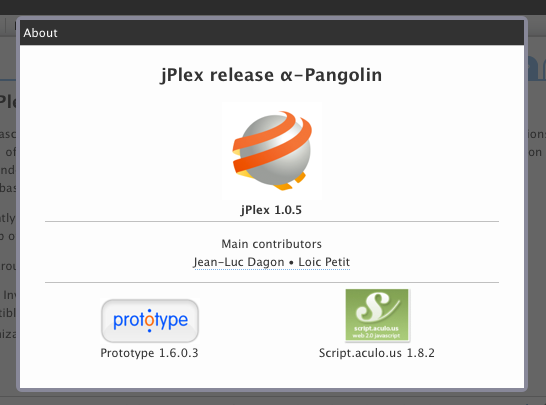 About
jPlex release α-Pangolin
jPlex 1.0.5
Main contributors
Jean-Luc Dagon • Loic Petit
prototype
Prototype 1.6.0.3
script.aculo.us
web 2.0 javascript
Script.aculo.us 1.8.2